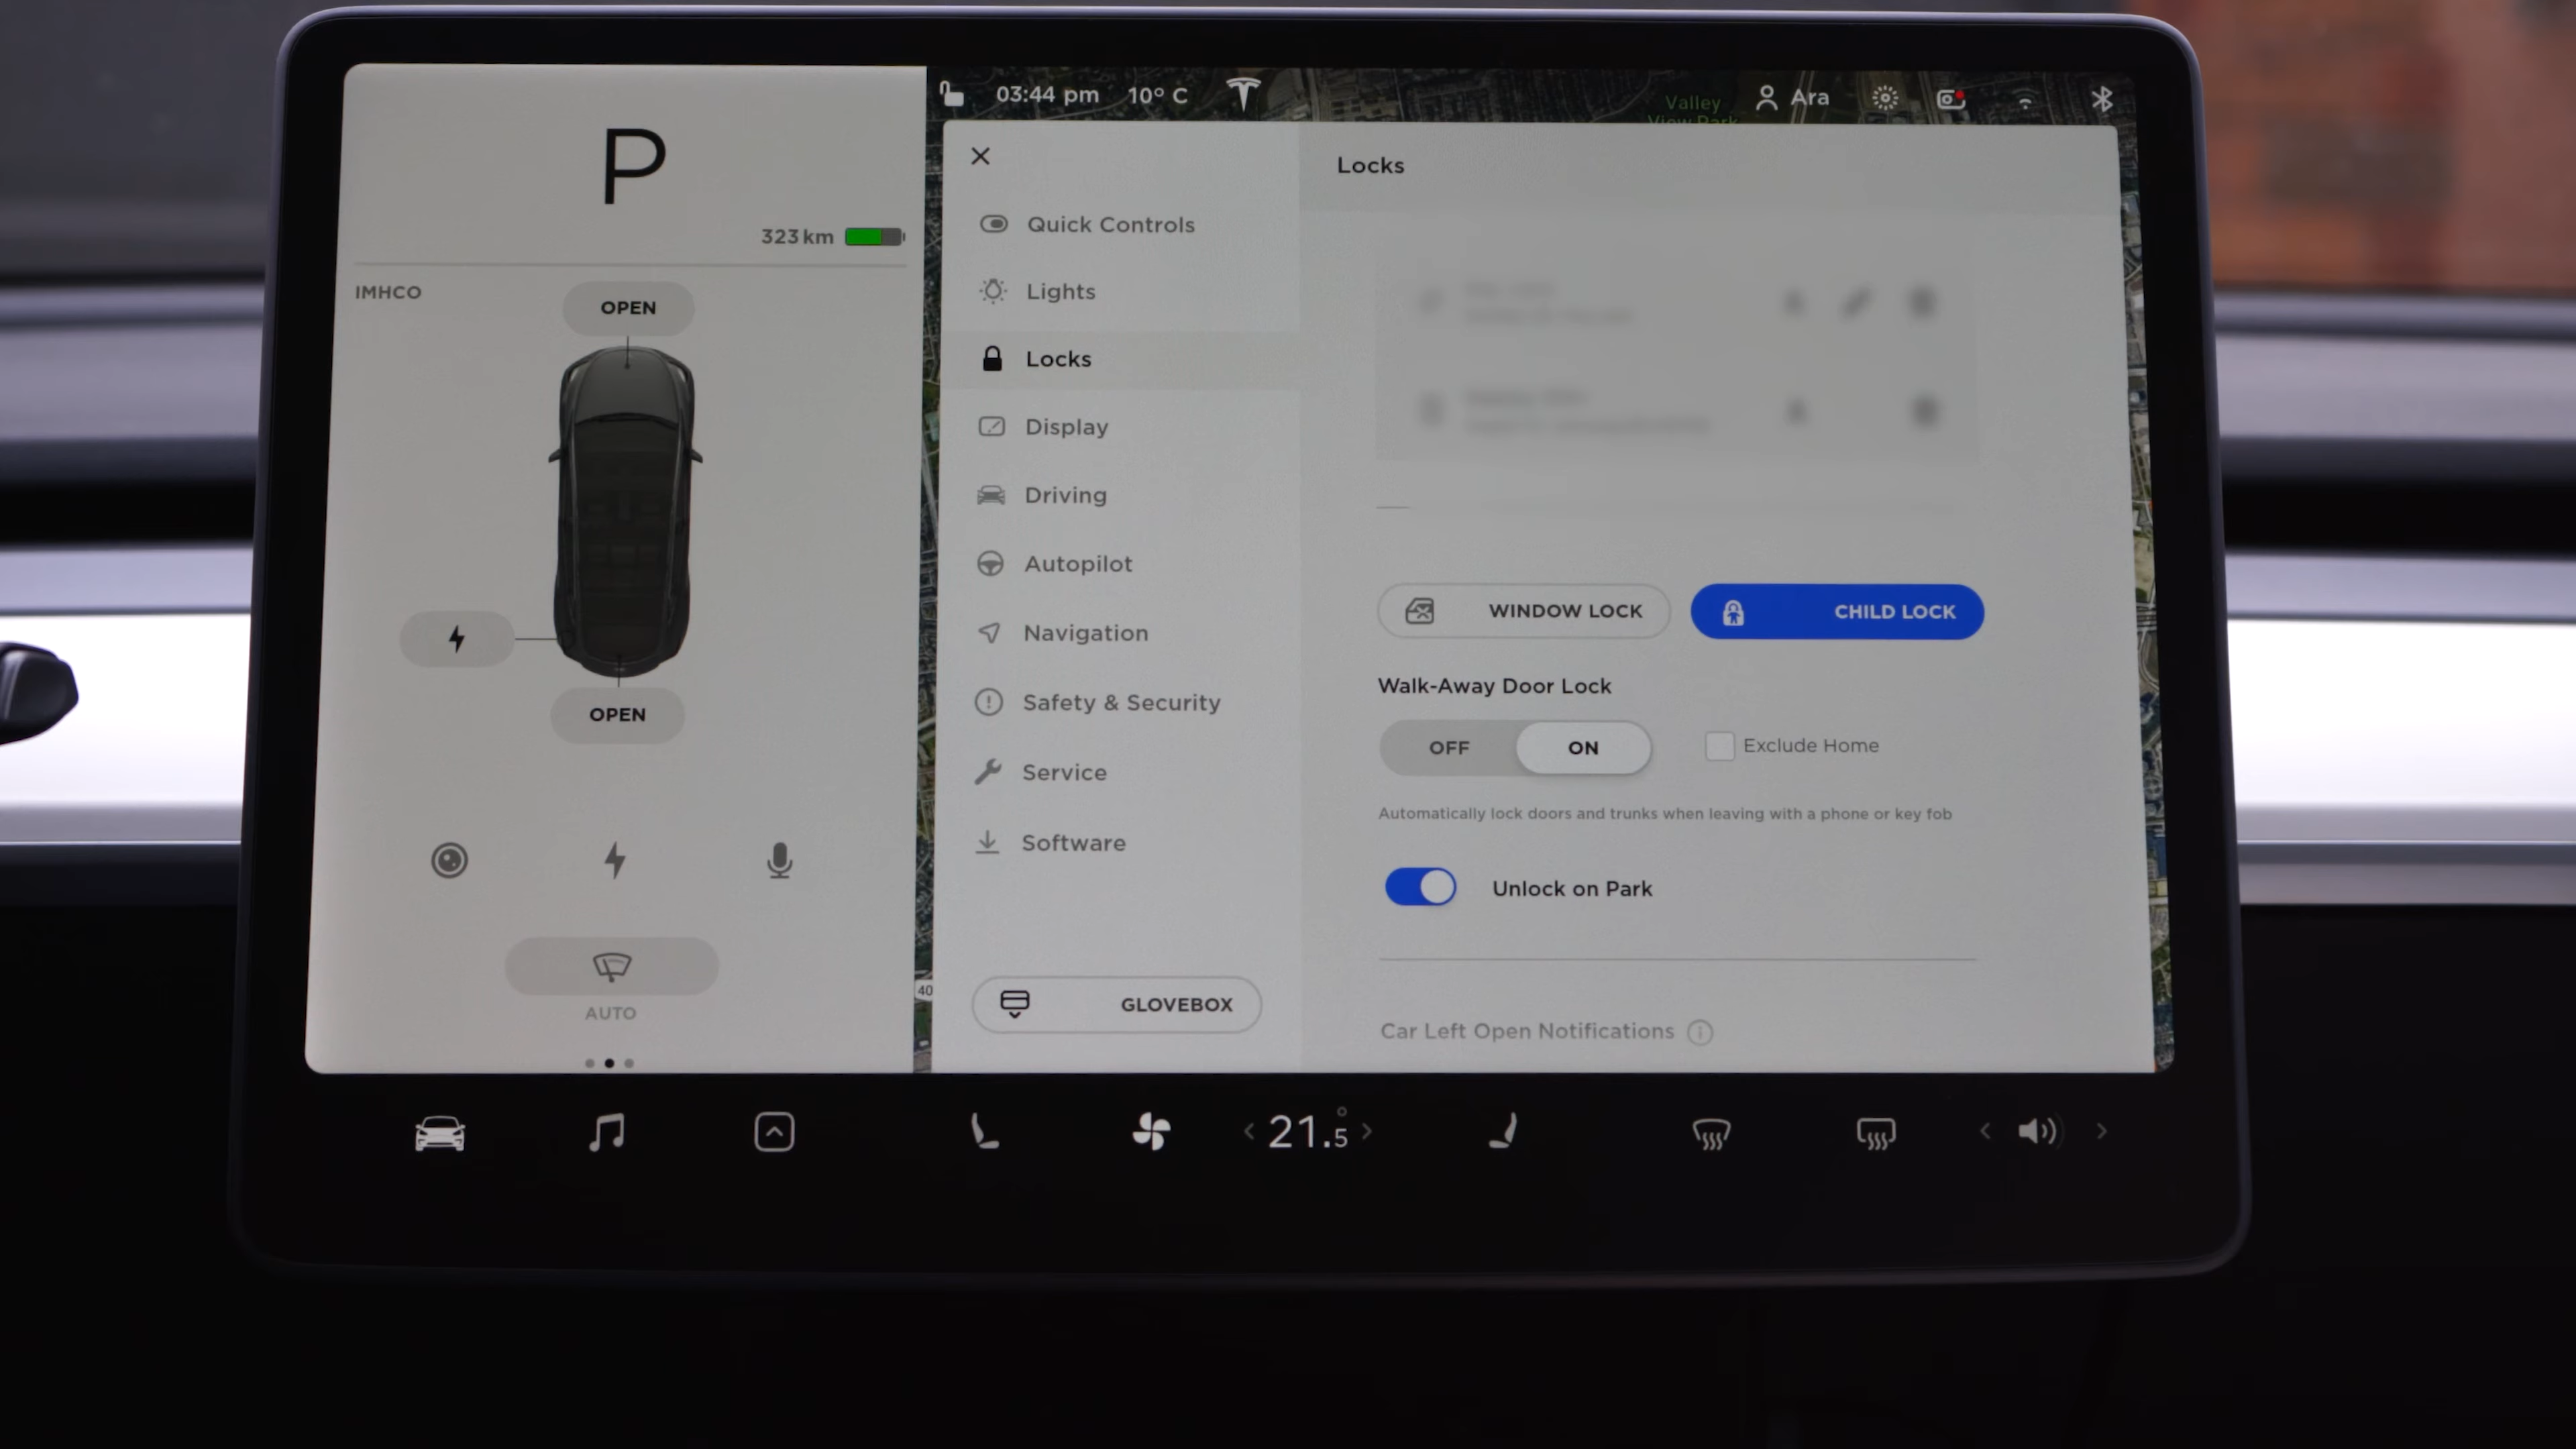 P
323 km
IMHCO
OPEN
OPEN
AUTO
03:44 pm 10° C
Valley
View Park
Ara
Quick Controls
Lights
Locks
Display
Driving
Autopilot
Navigation
Safety & Security
Service
Software
GLOVEBOX
Locks
WINDOW LOCK
CHILD LOCK
Walk-Away Door Lock
OFF ON
Exclude Home
Automatically lock doors and trunks when leaving with a phone or key fob
Unlock on Park
Car Left Open Notifications
40
21.5°